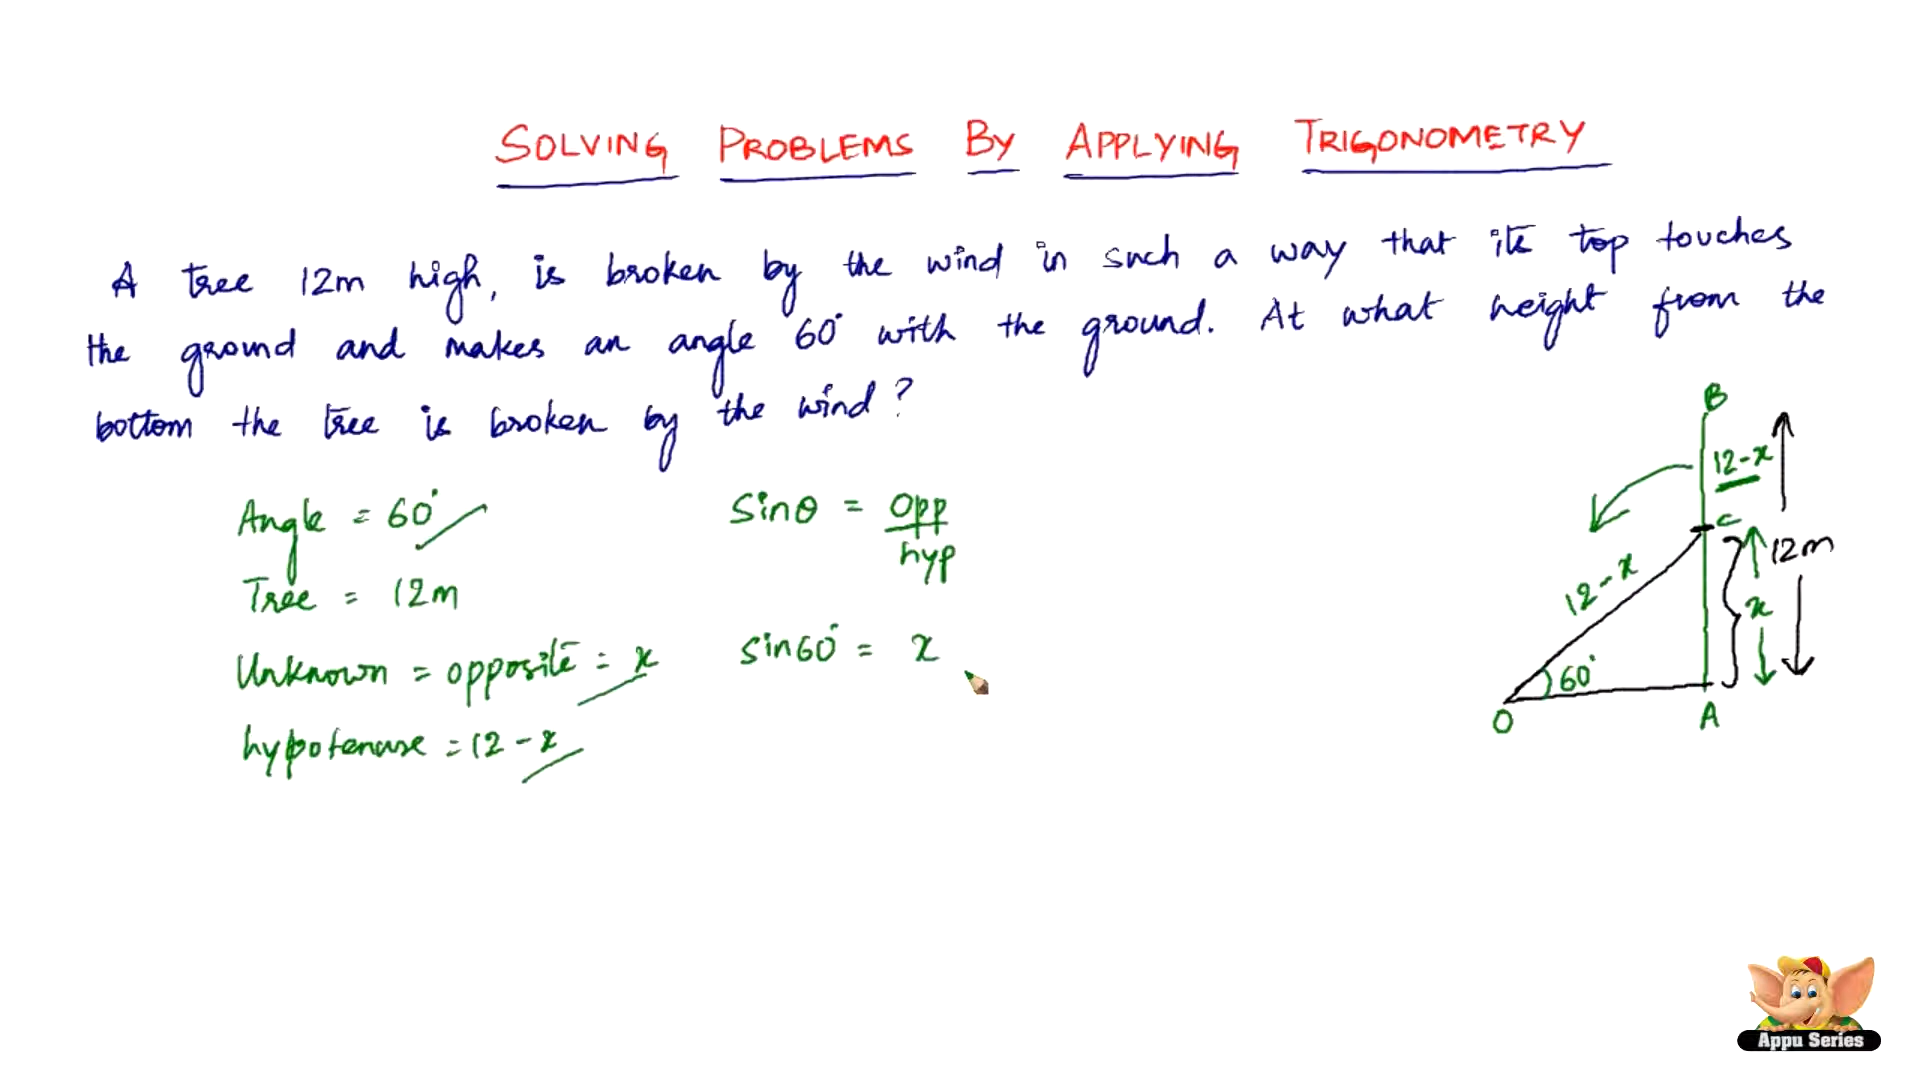 SOLVING PROBLEMS BY APPLYING TRIGONOMETRY
A tree 12m high, is broken by the wind in such a way that its top touches
the ground and makes an angle 60° with the ground. At what height from the
bottom the tree is broken by the wind?
Angle = 60°
Tree = 12m
Unknown = opposite = x
hypotenuse = 12 - x
Sinθ = opp
hyp
Sin60° = x
B
12-x
C
12m
12-x
x
60°
O
A
Appu Series